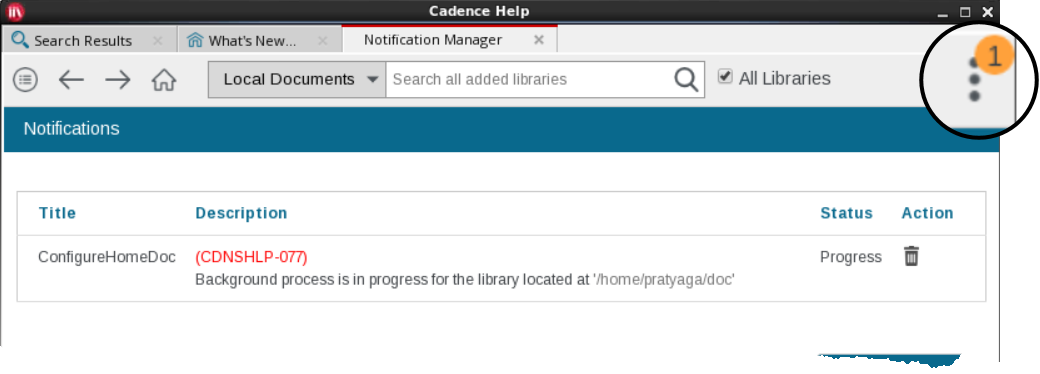 Cadence Help
Search Results
What's New...
Notification Manager
1
Local Documents
Search all added libraries
All Libraries
Notifications
Title Description Status Action
ConfigureHomeDoc (CDNSHLP-077) Progress
Background process is in progress for the library located at '/home/pratyaga/doc'